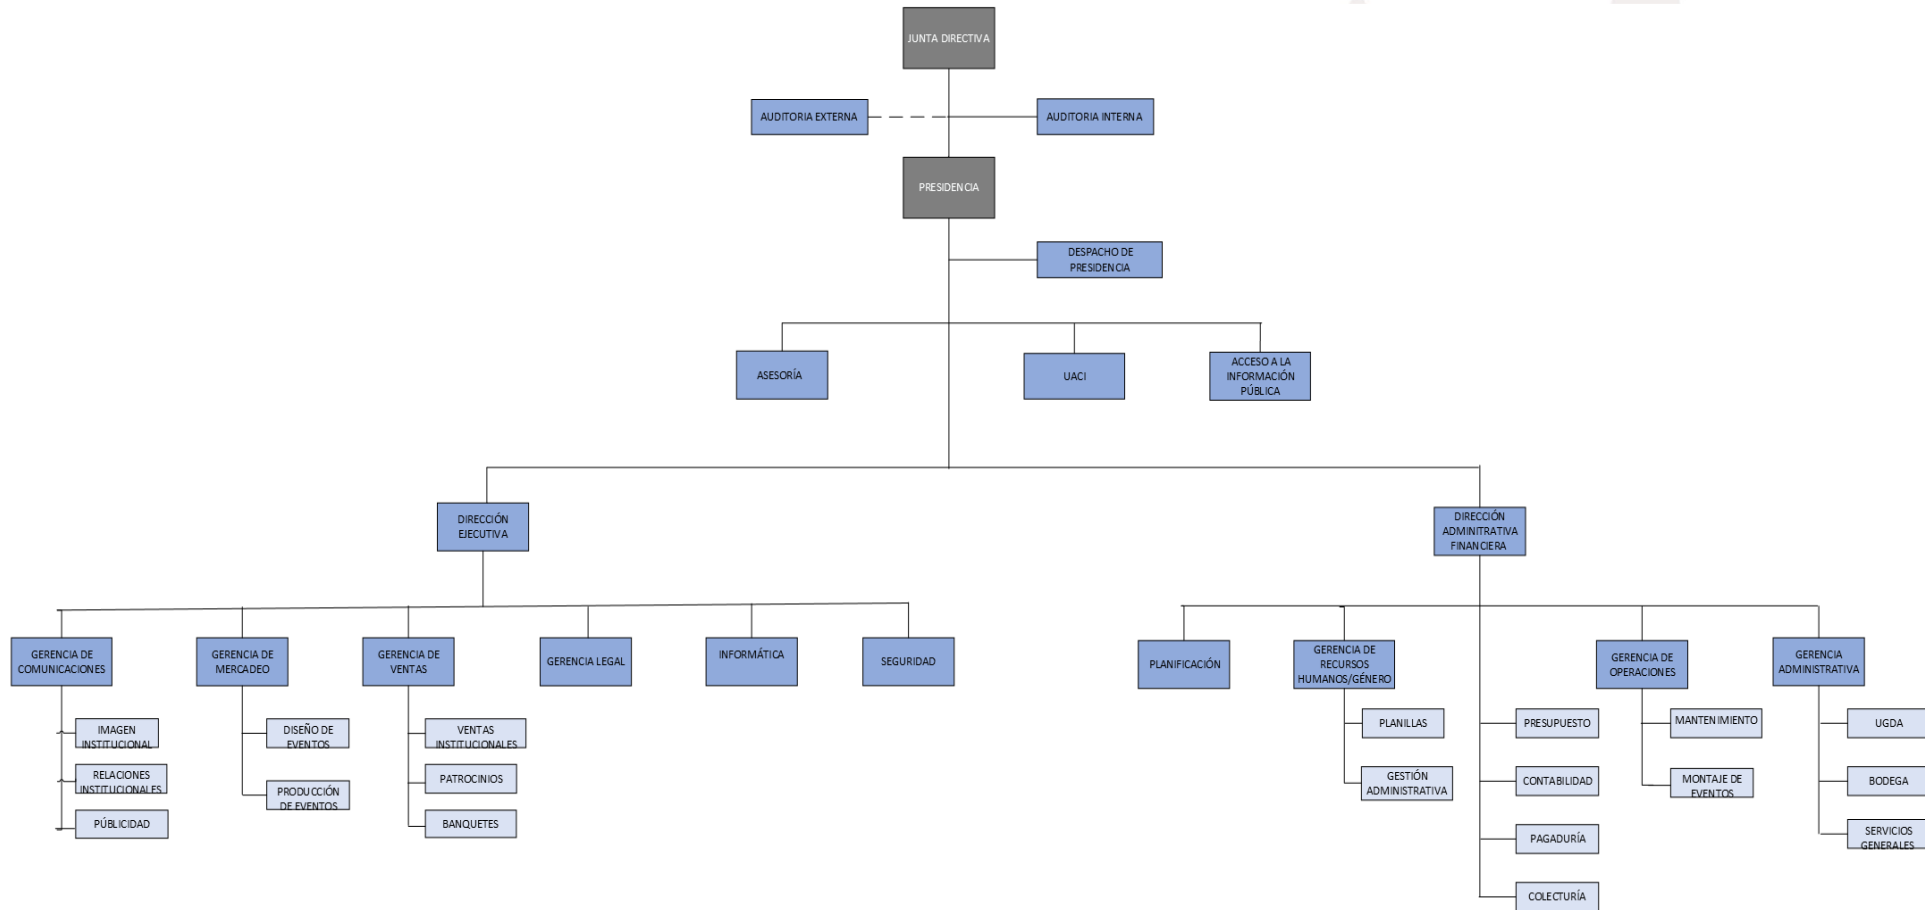 JUNTA DIRECTIVA
AUDITORIA EXTERNA
AUDITORIA INTERNA
PRESIDENCIA
DESPACHO DE
PRESIDENCIA
ASESORÍA
UACI
ACCESO A LA
INFORMACIÓN
PÚBLICA
DIRECCIÓN
EJECUTIVA
DIRECCIÓN
ADMINITRATIVA
FINANCIERA
GERENCIA DE
COMUNICACIONES
GERENCIA DE
MERCADEO
GERENCIA DE
VENTAS
GERENCIA LEGAL
INFORMÁTICA
SEGURIDAD
PLANIFICACIÓN
GERENCIA DE
RECURSOS
HUMANOS/GÉNERO
GERENCIA DE
OPERACIONES
GERENCIA
ADMINISTRATIVA
IMAGEN
INSTITUCIONAL
RELACIONES
INSTITUCIONALES
PÚBLICIDAD
DISEÑO DE
EVENTOS
PRODUCCIÓN
DE EVENTOS
VENTAS
INSTITUCIONALES
PATROCINIOS
BANQUETES
PLANILLAS
GESTIÓN
ADMINISTRATIVA
PRESUPUESTO
CONTABILIDAD
PAGADURÍA
COLECTURÍA
MANTENIMIENTO
MONTAJE DE
EVENTOS
UGDA
BODEGA
SERVICIOS
GENERALES